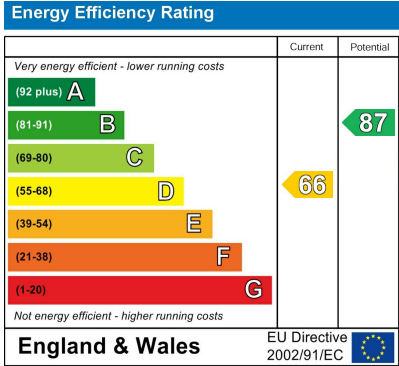 Energy Efficiency Rating
Current Potential
Very energy efficient - lower running costs
(92 plus) A
(81-91) B
87
(69-80) C
(55-68) D
66
(39-54) E
(21-38) F
(1-20) G
Not energy efficient - higher running costs
England & Wales
EU Directive
2002/91/EC